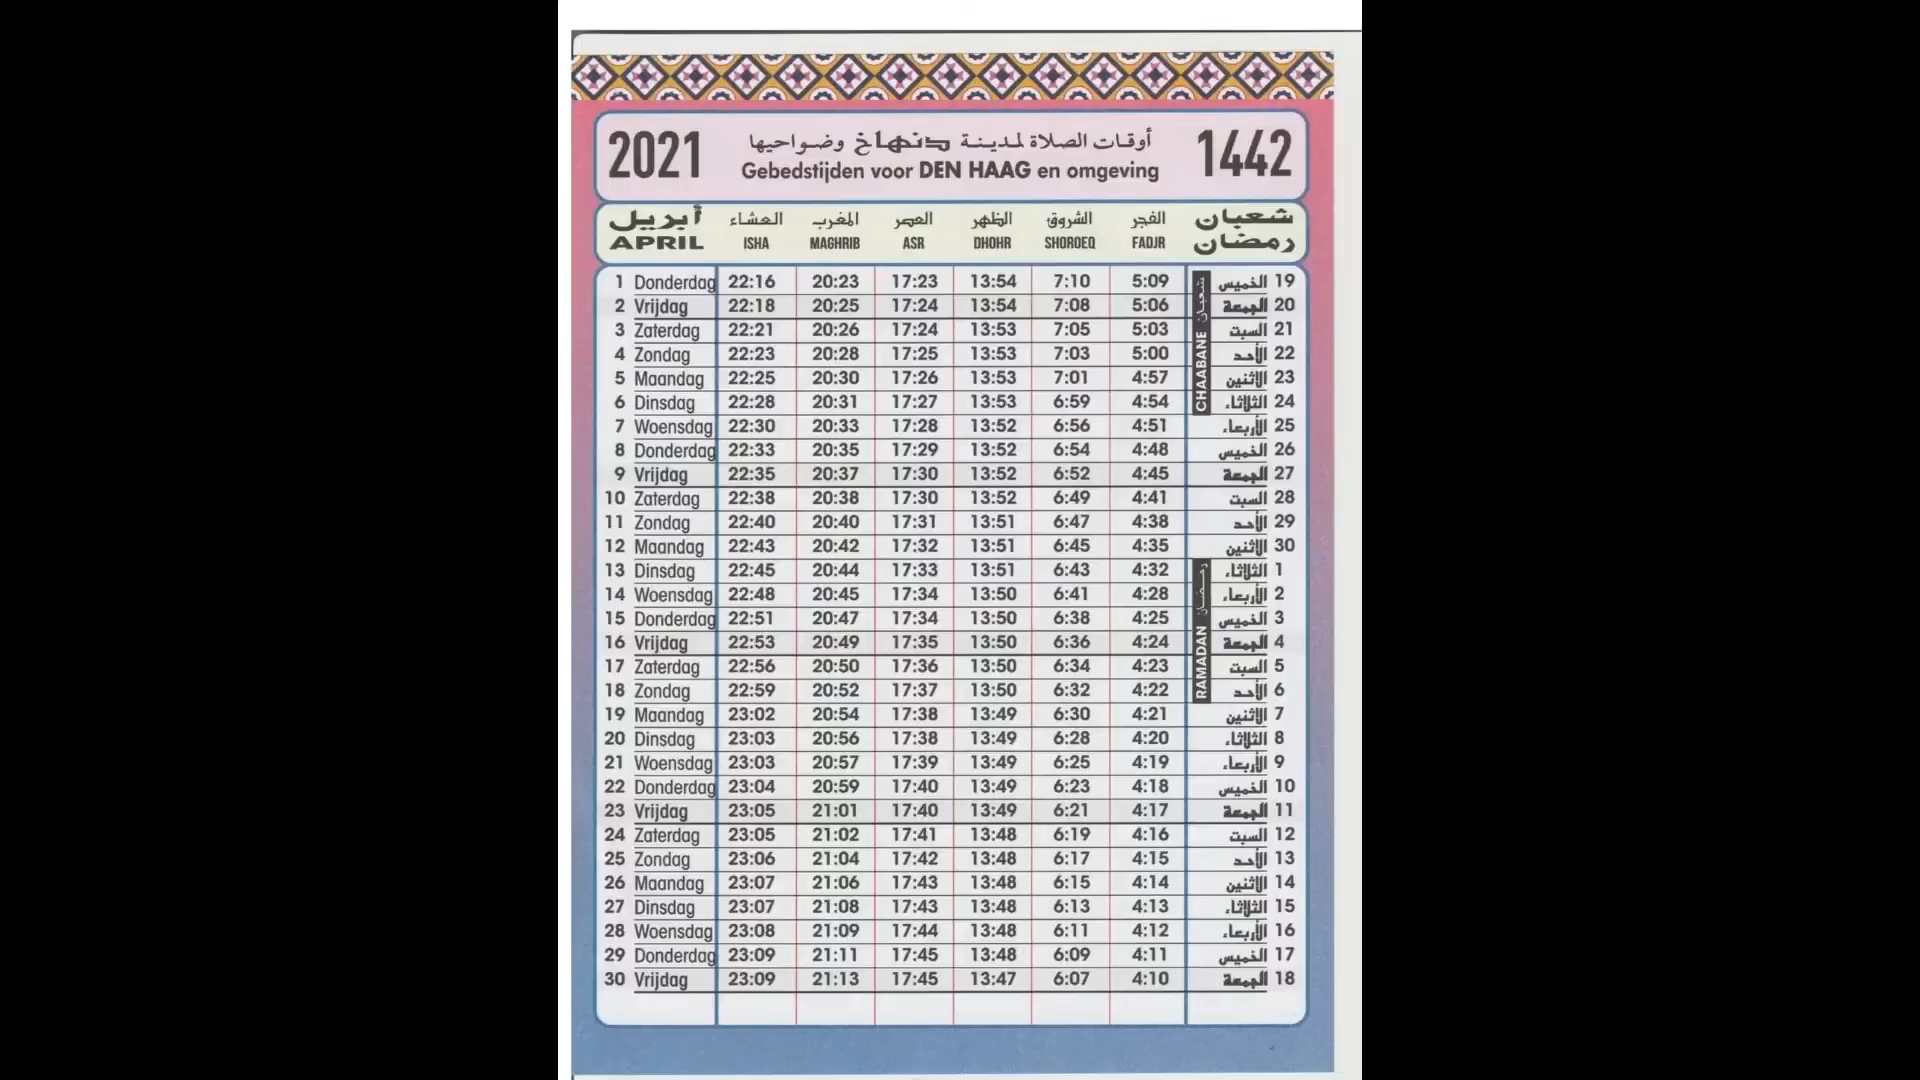 2021 أوقات الصلاة لمدينة دنهاخ وضواحيها 1442
Gebedstijden voor DEN HAAG en omgeving
أبريل العشاء المغرب العصر الظهر الشروق الفجر شعبان
APRIL ISHA MAGHRIB ASR DHOHR SHOROEQ FADJR رمضان
1 Donderdag 22:16 20:23 17:23 13:54 7:10 5:09 الخميس 19
2 Vrijdag 22:18 20:25 17:24 13:54 7:08 5:06 الجمعة 20
3 Zaterdag 22:21 20:26 17:24 13:53 7:05 5:03 السبت 21
4 Zondag 22:23 20:28 17:25 13:53 7:03 5:00 الأحد 22
5 Maandag 22:25 20:30 17:26 13:53 7:01 4:57 الاثنين 23
6 Dinsdag 22:28 20:31 17:27 13:53 6:59 4:54 الثلاثاء 24
CHAABANE شعبان
7 Woensdag 22:30 20:33 17:28 13:52 6:56 4:51 الأربعاء 25
8 Donderdag 22:33 20:35 17:29 13:52 6:54 4:48 الخميس 26
9 Vrijdag 22:35 20:37 17:30 13:52 6:52 4:45 الجمعة 27
10 Zaterdag 22:38 20:38 17:30 13:52 6:49 4:41 السبت 28
11 Zondag 22:40 20:40 17:31 13:51 6:47 4:38 الأحد 29
12 Maandag 22:43 20:42 17:32 13:51 6:45 4:35 الاثنين 30
13 Dinsdag 22:45 20:44 17:33 13:51 6:43 4:32 الثلاثاء 1
14 Woensdag 22:48 20:45 17:34 13:50 6:41 4:28 الأربعاء 2
15 Donderdag 22:51 20:47 17:34 13:50 6:38 4:25 الخميس 3
16 Vrijdag 22:53 20:49 17:35 13:50 6:36 4:24 الجمعة 4
17 Zaterdag 22:56 20:50 17:36 13:50 6:34 4:23 السبت 5
18 Zondag 22:59 20:52 17:37 13:50 6:32 4:22 الأحد 6
RAMADAN رمضان
19 Maandag 23:02 20:54 17:38 13:49 6:30 4:21 الاثنين 7
20 Dinsdag 23:03 20:56 17:38 13:49 6:28 4:20 الثلاثاء 8
21 Woensdag 23:03 20:57 17:39 13:49 6:25 4:19 الأربعاء 9
22 Donderdag 23:04 20:59 17:40 13:49 6:23 4:18 الخميس 10
23 Vrijdag 23:05 21:01 17:40 13:49 6:21 4:17 الجمعة 11
24 Zaterdag 23:05 21:02 17:41 13:48 6:19 4:16 السبت 12
25 Zondag 23:06 21:04 17:42 13:48 6:17 4:15 الأحد 13
26 Maandag 23:07 21:06 17:43 13:48 6:15 4:14 الاثنين 14
27 Dinsdag 23:07 21:08 17:43 13:48 6:13 4:13 الثلاثاء 15
28 Woensdag 23:08 21:09 17:44 13:48 6:11 4:12 الأربعاء 16
29 Donderdag 23:09 21:11 17:45 13:48 6:09 4:11 الخميس 17
30 Vrijdag 23:09 21:13 17:45 13:47 6:07 4:10 الجمعة 18